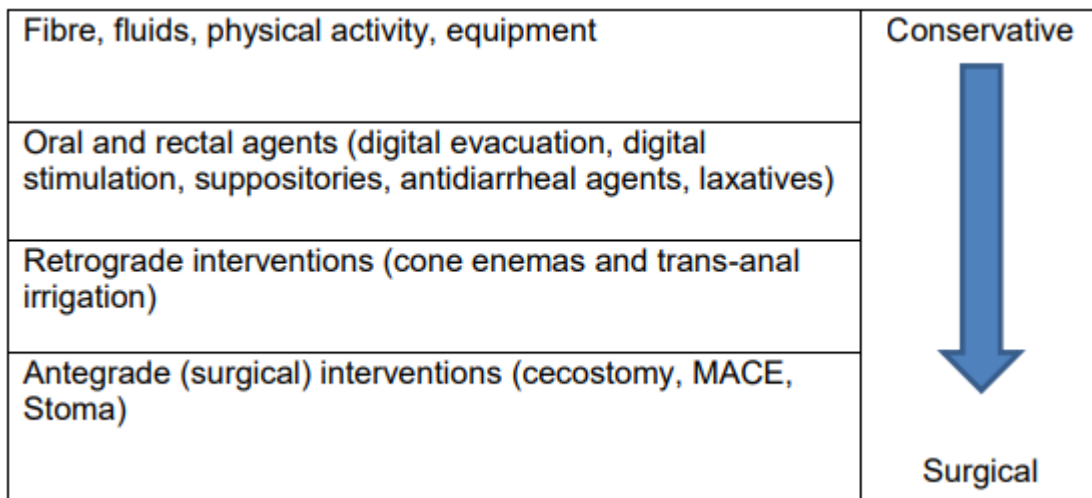 Fibre, fluids, physical activity, equipment
Conservative
Oral and rectal agents (digital evacuation, digital
stimulation, suppositories, antidiarrheal agents, laxatives)
Retrograde interventions (cone enemas and trans-anal
irrigation)
Antegrade (surgical) interventions (cecostomy, MACE,
Stoma)
Surgical